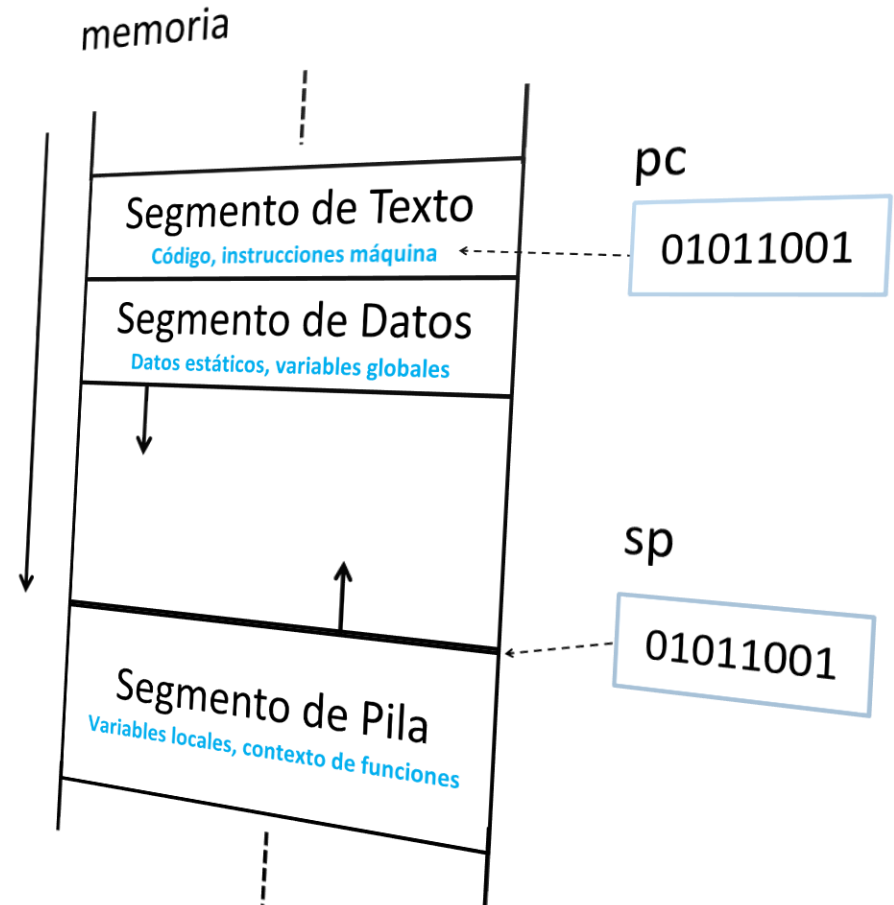 memoria
pc
Segmento de Texto
01011001
Código, instrucciones máquina
Segmento de Datos
Datos estáticos, variables globales
sp
01011001
Segmento de Pila
Variables locales, contexto de funciones